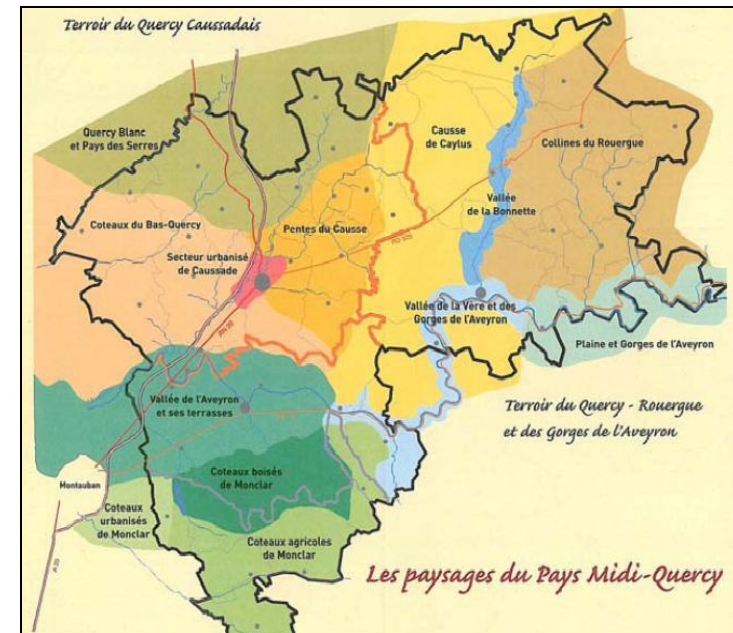 Terroir du Quercy Caussadais
Quercy Blanc
et Pays des Serres
Causse
de Caylus
Collines du Rouergue
Coteaux du Bas-Quercy
Pentes du Causse
Vallée
de la Bonnette
Secteur urbanisé
de Caussade
Vallée de la Vère et des
Gorges de l'Aveyron
Plaine et Gorges de l'Aveyron
RN 20
Vallée de l'Aveyron
et ses terrasses
Terroir du Quercy - Rouergue
et des Gorges de l'Aveyron
Montauban
Coteaux boisés
de Monclar
Coteaux
urbanisés
de Monclar
Coteaux agricoles
de Monclar
A 20
Les paysages du Pays Midi-Quercy